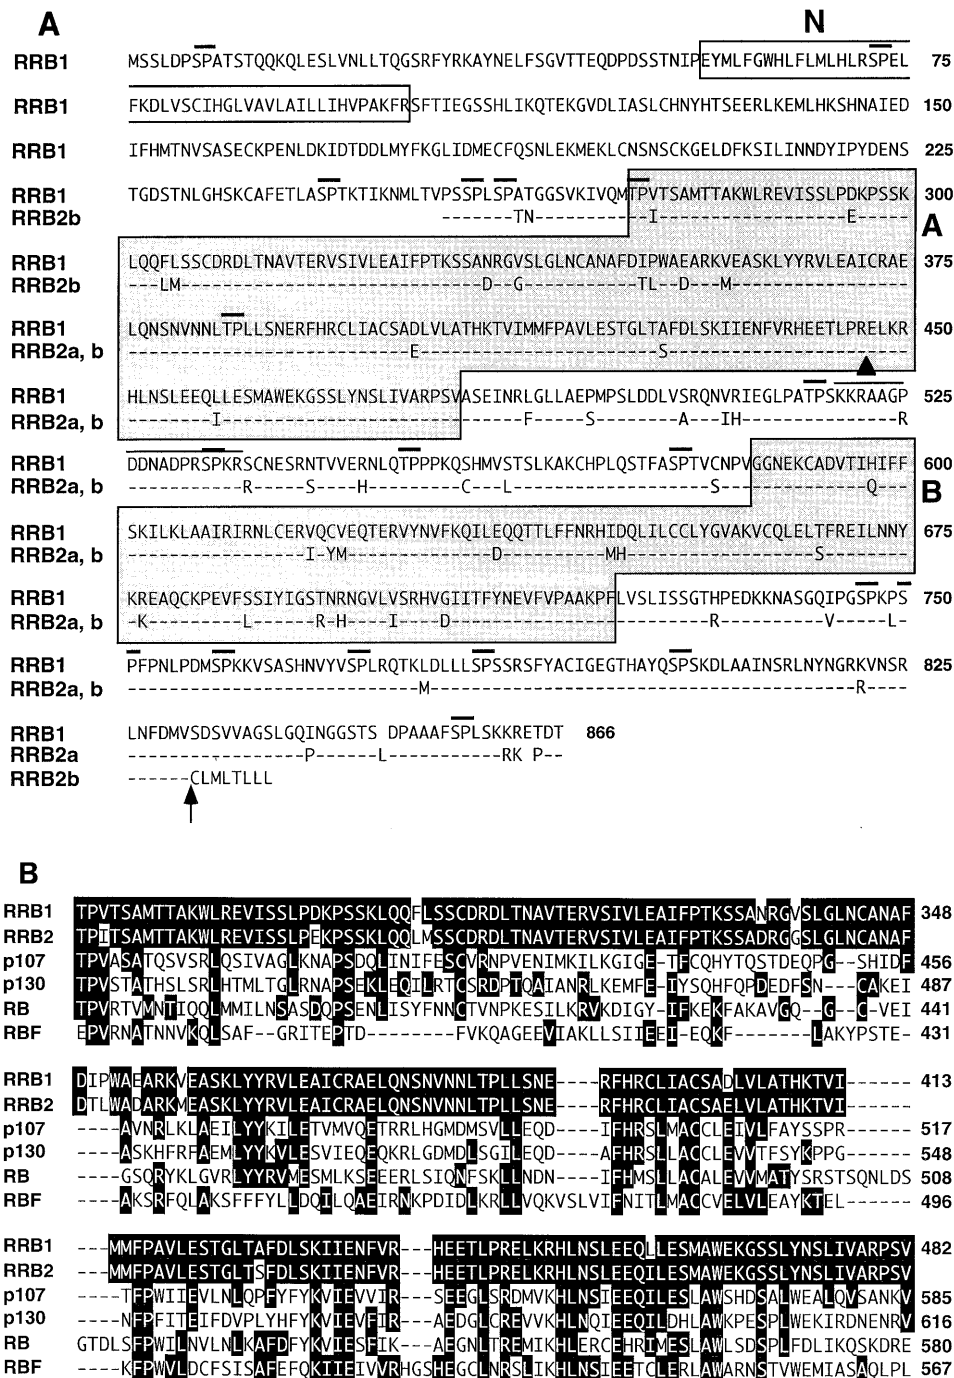 A
N
RRB1 MSSLDPSPATSTQQKQLESLVNLLTQGSRFYRKAYNELFSGVTTEQDPDSSTNIPEYMLFGWHLFLMLHLRSPEL 75
RRB1 FKDLVSCIHGLVAVLAILLIHVPAKFRSFTIEGSSHLIKQTEKGVDLIASLCHNYHTSEERLKEMLHKSHNAIED 150
RRB1 IFHMTNVSASECKPENLDKIDTDDLMYFKGLIDMECFQSNLEKMEKLCNSNSCKGELDFKSILINNDYIPYDENS 225
RRB1 TGDSTNLGHSKCAFETLASPTKTIKNMLTVPSSPLSPATGGSVKIVQMTPVTSAMTTAKWLREVISSLPDKPSSK 300
RRB2b -------TN-----------I------------------E-----
A
RRB1 LQQFLSSCDRDLTNAVTERVSIVLEAIFPTKSSANRGVSLGLNCANAFDIPWAEARKVEASKLYYRVLEAICRAE 375
RRB2b ---LM-----------------------------D--G-----------TL--D---M-----------------
RRB1 LQNSNVNNLTPLLSNERFHRCLIACSADLVLATHKTVIMMFPAVLESTGLTAFDLSKIIENFVRHEETLPRELKR 450
RRB2a, b ---------------------------E-----------------------S-----------------------
RRB1 HLNSLEEQLLESMAWEKGSSLYNSLIVARPSVASEINRLGLLAEPMPSLDDLVSRQNVRIEGLPATPSKKRAAGP 525
RRB2a, b --------I-----------------------------F-----S--------A---IH---------------R
RRB1 DDNADPRSPKRSCNESRNTVVERNLQTPPPKQSHMVSTSLKAKCHPLQSTFASPTVCNPVGGNEKCADVTIHIFF 600
RRB2a, b -----------R-----S----H---------C---L-------------------S--------------Q---
B
RRB1 SKILKLAAIRIRNLCERVQCVEQTERVYNVFKQILEQQTTLFFNRHIDQLILCCLYGVAKVCQLELTFREILNNY 675
RRB2a, b -----------------I-YM--------------D----------MH------------------S--------
RRB1 KREAQCKPEVFSSIYIGSTNRNGVLVSRHVGIITFYNEVFVPAAKPFLVSLISSGTHPEDKKNASGQIPGSPKPS 750
RRB2a, b -K---------L------R-H----I----D-------------------------R----------V-----L-
RRB1 PFPNLPDMSPKKVSASHNVYVSPLRQTKLDLLLSPSSRSFYACIGEGTHAYQSPSKDLAAINSRLNYNGRKVNSR 825
RRB2a, b ----------------------------M-----------------------------------------R----
RRB1 LNFDMVSDSVVAGSLGQINGGSTS DPAAAFSPLSKKRETDT 866
RRB2a -----------------P------L-----------RK-P--
RRB2b ------CLMLTLLL
B
RRB1 TPVTSAMTTAKWLREVISSLPDKPSSKLQQFLSSCDRDLTNAVTERVSIVLEAIFPTKSSANRGVSLGLNCANAF 348
RRB2 TPITSAMTTAKWLREVISSLPEKPSSKLQQLMSSCDRDLTNAVTERVSIVLEAIFPTKSSADRGGSLGLNCANAF
p107 TPVASATQSVSRLQSIVAGLKNAPSDQLINIFESCVRNPVENIMKILKGIGE-TFCQHYTQSTDEQPG--SHIDF 456
p130 TPVSTATHSLSRLHTMLTGLRNAPSEKLEQILRTCSRDPTQAIANRLKEMFE-IYSQHFQPDEDFSN---CAKEI 487
RB TPVRTVMNTIQQLMMILNSASDQPSENLISYFNNCTVNPKESILKRVKDIGY-IFKEKFAKAVGQ--G--C-VEI 441
RBF EPVRNATNNVKQLSAF--GRITEPTD--------FVKQAGEEVIAKLLSIIEEI-EQKF-------LAKYPSTE- 431
RRB1 DIPWAEARKVEASKLYYRVLEAICRAELQNSNVNNLTPLLSNE----RFHRCLIACSADLVLATHKTVI------ 413
RRB2 DTLWADARKMEASKLYYRVLEAICRAELQNSNVNNLTPLLSNE----RFHRCLIACSAELVLATHKTVI------
p107 ----AVNRLKLAEILYYKILETVMVQETRRLHGMDMSVLLEQD----IFHRSLMACCLEIVLFAYSSPR------ 517
p130 ----ASKHFRFAEMLYYKVLESVIEQEQKRLGDMDLSGILEQD----AFHRSLMACCLEVVTFSYKPPG------ 548
RB ----GSQRYKLGVRLYYRVMESMLKSEEERLSIQNFSKLLNDN----IFHMSLLACALEVVMATYSRSTSQNLDS 508
RBF ----AKSRFQLAKSFFFYLLDQILQAEIRNKPDIDLKRLLVQKVSLVIFNITLMACCVELVLEAYKTEL------ 496
RRB1 ---MMFPAVLESTGLTAFDLSKIIENFVR---HEETLPRELKRHLNSLEEQLLESMAWEKGSSLYNSLIVARPSV 482
RRB2 ---MMFPAVLESTGLTSFDLSKIIENFVR---HEETLPRELKRHLNSLEEQILESMAWEKGSSLYNSLIVARPSV
p107 ----TFPWIIEVLNLQPFYFYKVIEVVIR---SEEGLSRDMVKHLNSIEEQILESLAWSHDSALWEALQVSANKV 585
p130 ----NFPFITEIFDVPLYHFYKVIEVFIR---AEDGLCREVVKHLNQIEEQILDHLAWKPESPLWEKIRDNENRV 616
RB GTDLSFPWILNVLNLKAFDFYKVIESFIK---AEGNLTREMIKHLERCEHRIMESLAWLSDSPLFDLIKQSKDRE 580
RBF ----KFPWVLDCFSISAFEFQKIIEIVVRHGSHEGCLNRSLIKHLNSIEETCLERLAWARNSTVWEMIASAQLPL 567